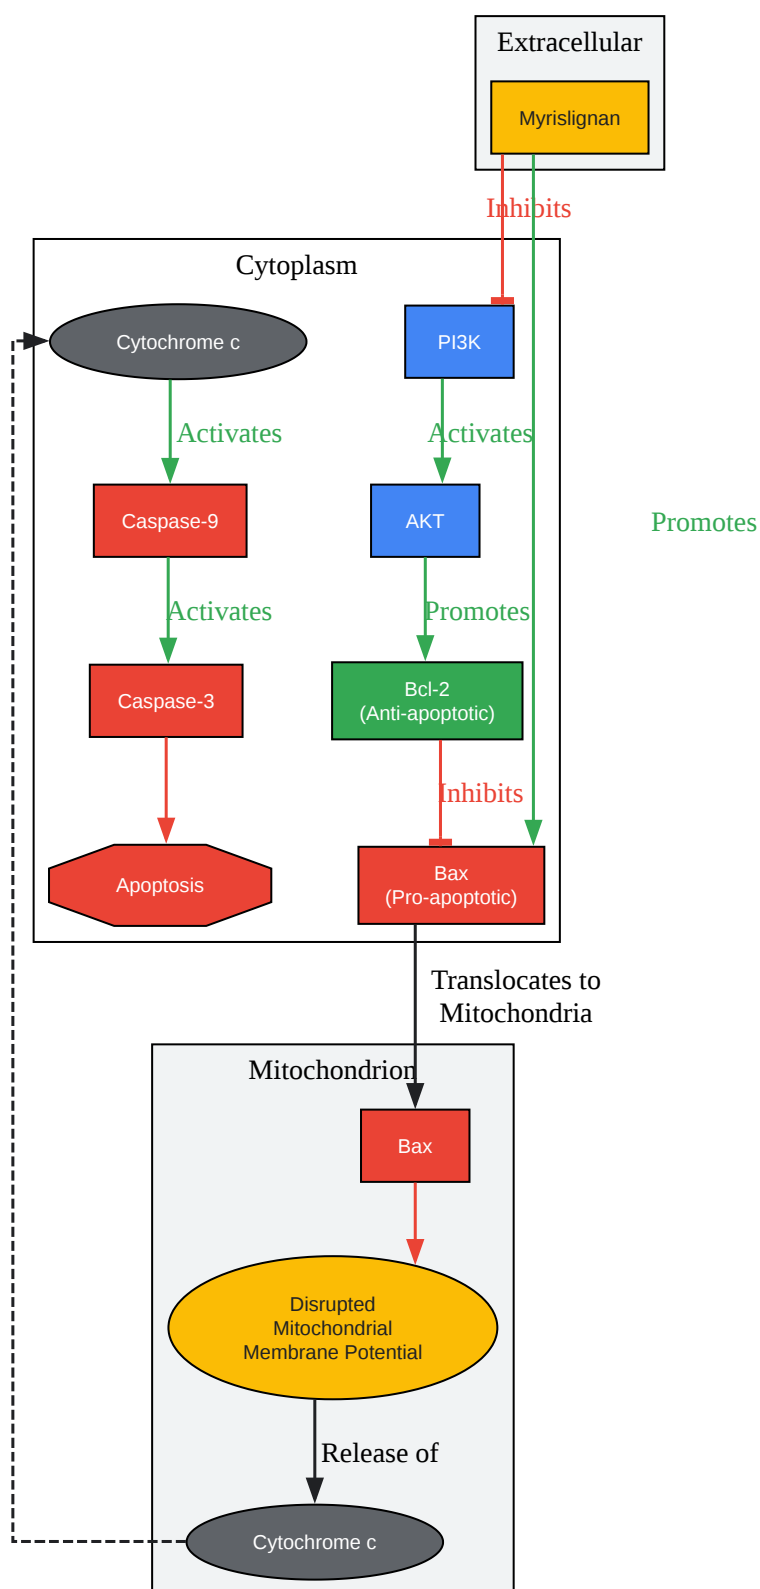 Extracellular
Myrislignan
Inhibits
Cytoplasm
Cytochrome c
PI3K
Activates
Activates
Caspase-9
AKT
Promotes
Activates
Promotes
Caspase-3
Bcl-2
(Anti-apoptotic)
Inhibits
Apoptosis
Bax
(Pro-apoptotic)
Translocates to
Mitochondria
Mitochondrion
Bax
Disrupted
Mitochondrial
Membrane Potential
Release of
Cytochrome c